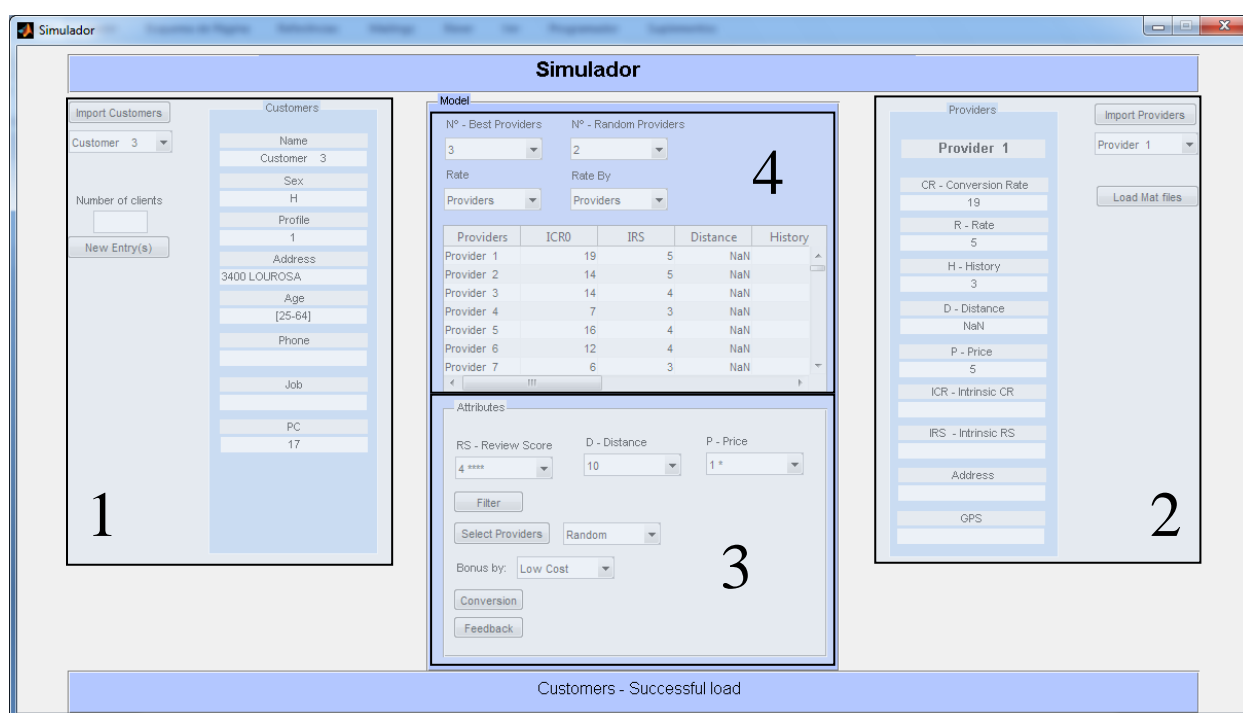 Simulador
Simulador
Import Customers
Customer 3
Number of clients
New Entry(s)
Customers
Name
Customer 3
Sex
H
Profile
1
Address
3400 LOUROSA
Age
[25-64]
Phone
Job
PC
17
1
Model
Nº - Best Providers Nº - Random Providers
3 2
Rate Rate By
Providers Providers
4
Providers ICR0 IRS Distance History
Provider 1 19 5 NaN
Provider 2 14 5 NaN
Provider 3 14 4 NaN
Provider 4 7 3 NaN
Provider 5 16 4 NaN
Provider 6 12 4 NaN
Provider 7 6 3 NaN
Attributes
RS - Review Score D - Distance P - Price
4 **** 10 1 *
Filter
Select Providers Random
Bonus by: Low Cost
Conversion
Feedback
3
Providers
Provider 1
CR - Conversion Rate
19
R - Rate
5
H - History
3
D - Distance
NaN
P - Price
5
ICR - Intrinsic CR
IRS - Intrinsic RS
Address
GPS
Import Providers
Provider 1
Load Mat files
2
Customers - Successful load